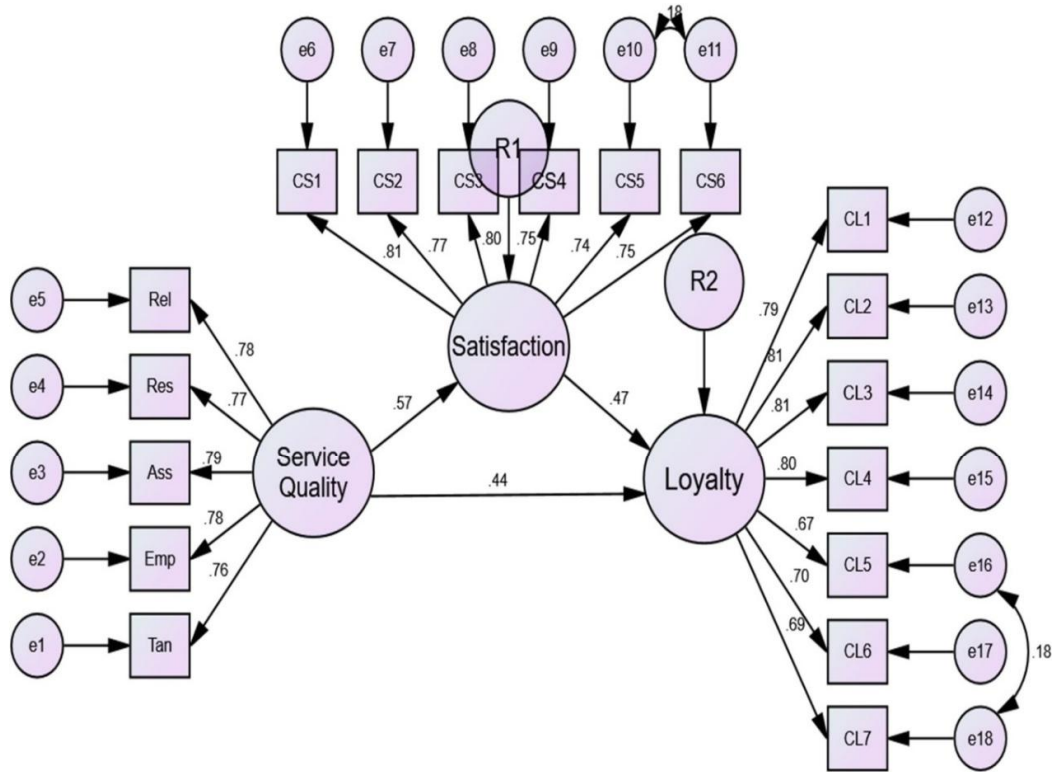 .18
e6
e7
e8
e9
e10
e11
R1
CS1
CS2
CS3
CS4
CS5
CS6
.81
.77
.80
.75
.74
.75
R2
Satisfaction
e5
Rel
e4
Res
e3
Ass
e2
Emp
e1
Tan
.78
.77
.79
.78
.76
Service
Quality
.57
.47
.44
Loyalty
.79
.81
.81
.80
.67
.70
.69
CL1
e12
CL2
e13
CL3
e14
CL4
e15
CL5
e16
CL6
e17
CL7
e18
.18